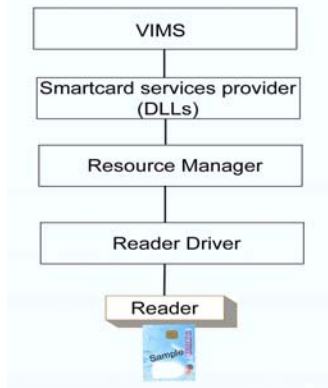 VIMS
Smartcard services provider
(DLLs)
Resource Manager
Reader Driver
Reader
Sample